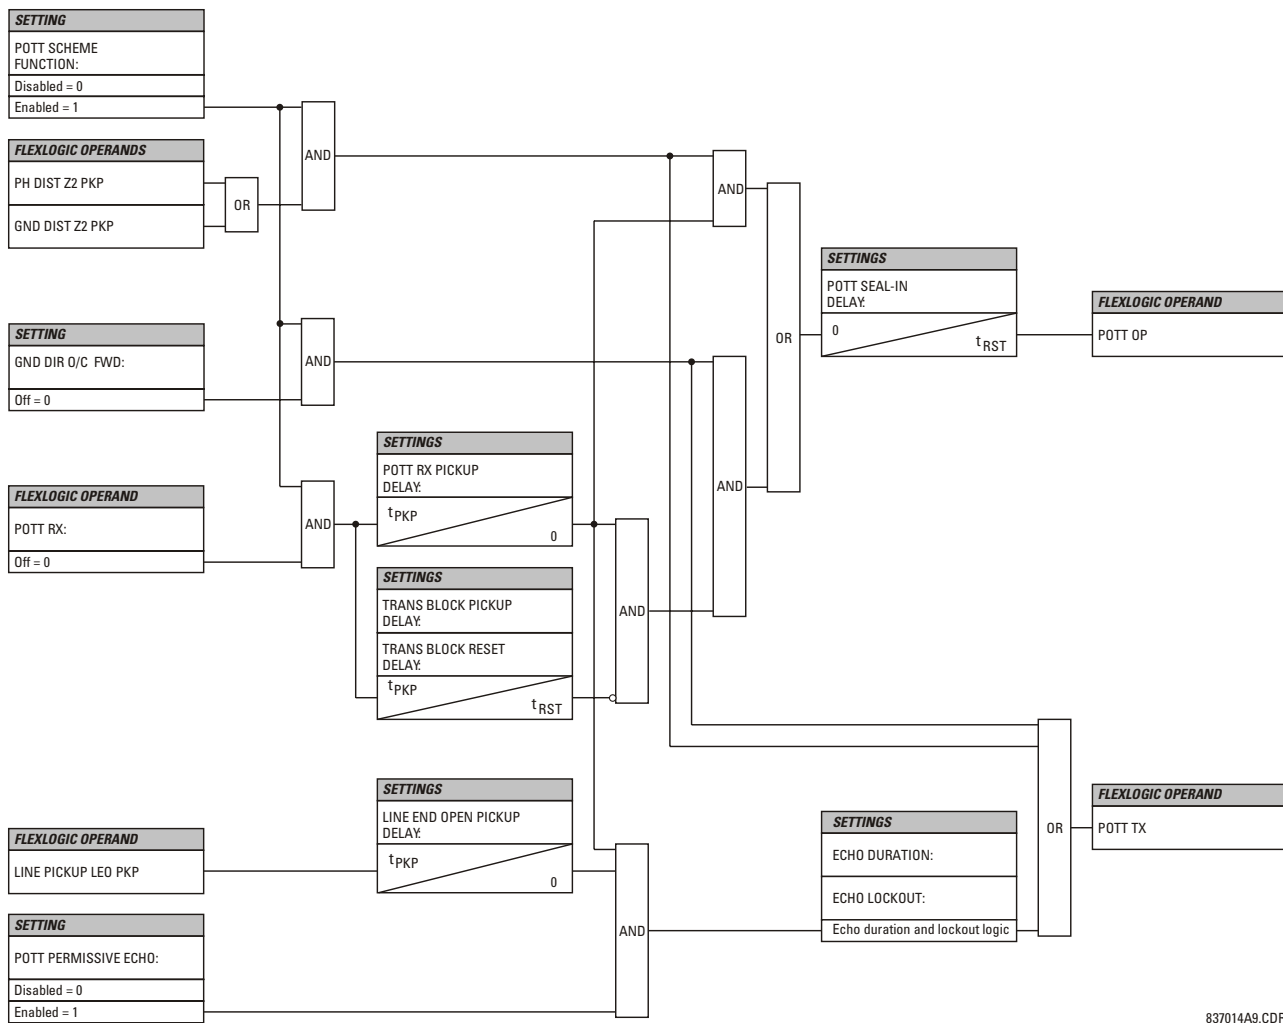 SETTING
POTT SCHEME
FUNCTION:
Disabled = 0
Enabled = 1
FLEXLOGIC OPERANDS
PH DIST Z2 PKP
GND DIST Z2 PKP
OR
AND
SETTING
GND DIR O/C FWD:
Off = 0
AND
FLEXLOGIC OPERAND
POTT RX:
Off = 0
AND
SETTINGS
POTT RX PICKUP
DELAY:
tPKP
0
SETTINGS
TRANS BLOCK PICKUP
DELAY:
TRANS BLOCK RESET
DELAY:
tPKP
tRST
AND
AND
AND
OR
SETTINGS
POTT SEAL-IN
DELAY:
0
tRST
FLEXLOGIC OPERAND
POTT OP
FLEXLOGIC OPERAND
LINE PICKUP LEO PKP
SETTINGS
LINE END OPEN PICKUP
DELAY:
tPKP
0
SETTING
POTT PERMISSIVE ECHO:
Disabled = 0
Enabled = 1
AND
SETTINGS
ECHO DURATION:
ECHO LOCKOUT:
Echo duration and lockout logic
OR
FLEXLOGIC OPERAND
POTT TX
837014A9.CDR